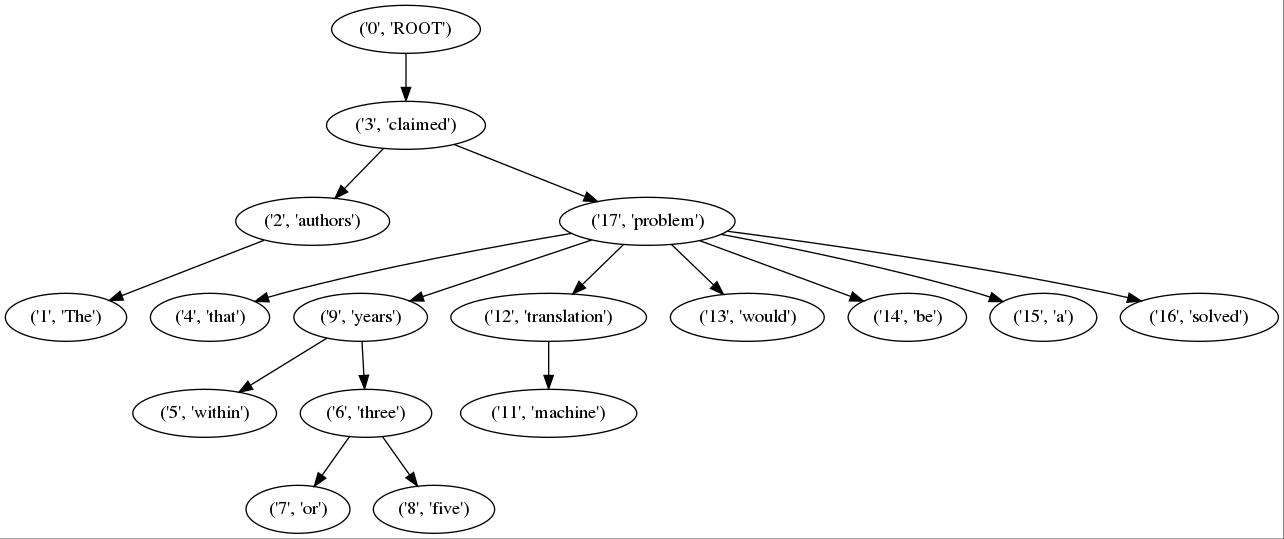 ('0', 'ROOT')
('3', 'claimed')
('2', 'authors')
('17', 'problem')
('1', 'The')
('4', 'that')
('9', 'years')
('12', 'translation')
('13', 'would')
('14', 'be')
('15', 'a')
('16', 'solved')
('5', 'within')
('6', 'three')
('11', 'machine')
('7', 'or')
('8', 'five')